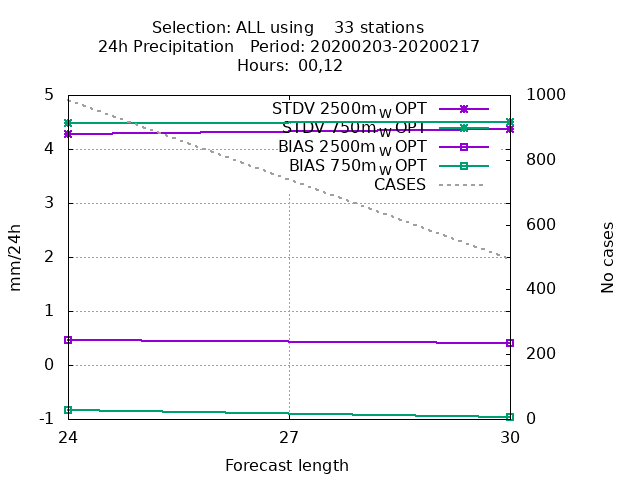 Selection: ALL using    33 stations
24h Precipitation   Period: 20200203-20200217
Hours: 00,12
5
4
3
2
1
0
-1
1000
800
600
400
200
0
24
27
30
mm/24h
No cases
Forecast length
STDV 2500m_W OPT
STDV 750m_W OPT
BIAS 2500m_W OPT
BIAS 750m_W OPT
CASES